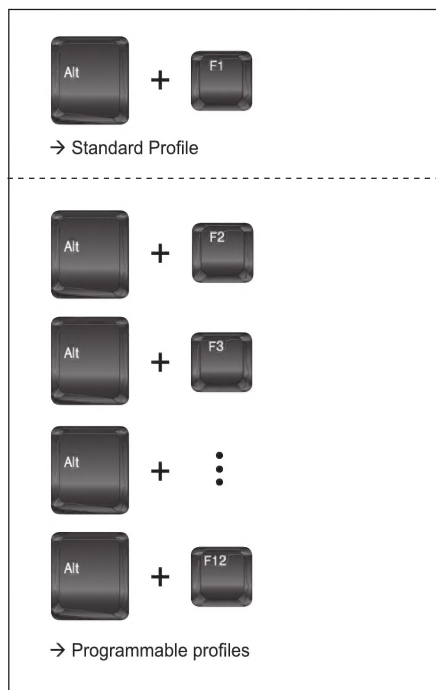 Alt + F1
→ Standard Profile
Alt + F2
Alt + F3
Alt + ⋮
Alt + F12
→ Programmable profiles